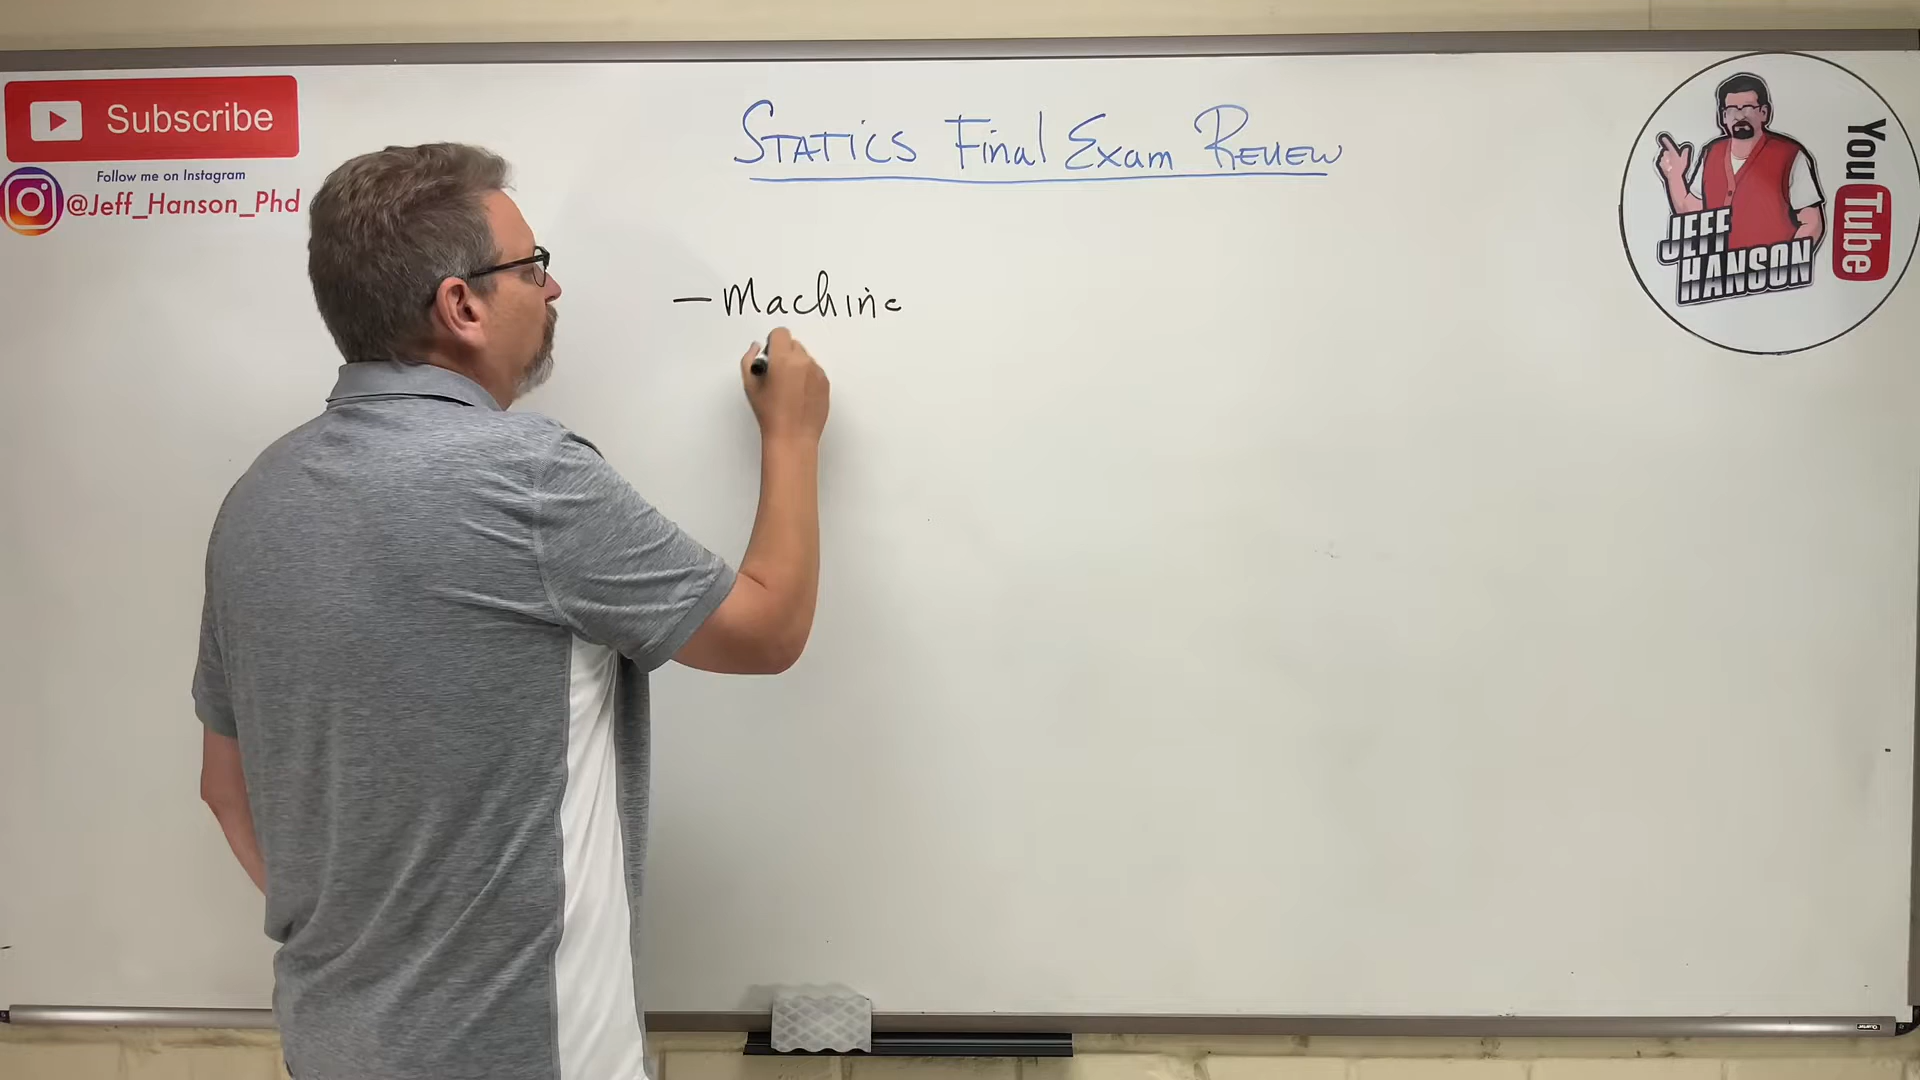 Subscribe
Follow me on Instagram
@Jeff_Hanson_Phd
STATICS Final Exam Review
— Machine
JEFF
HANSON
YouTube